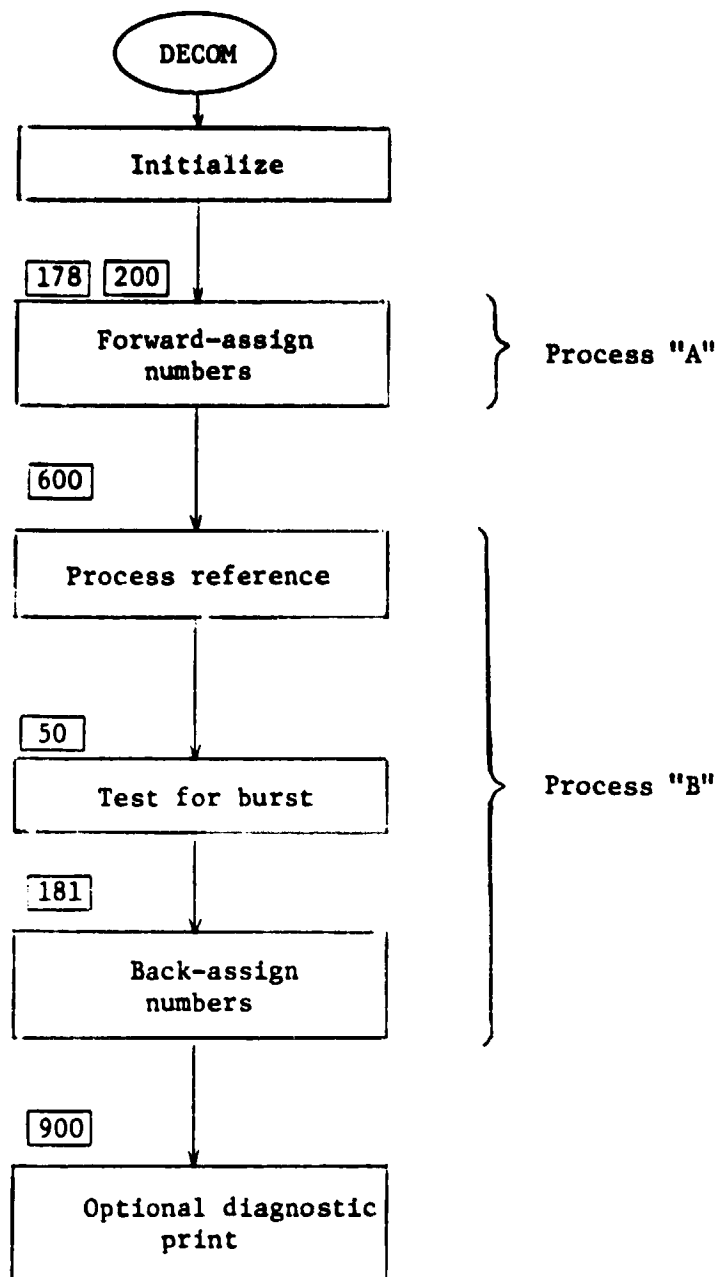 DECOM
Initialize
178 200
Forward-assign
numbers
Process "A"
600
Process reference
50
Test for burst
Process "B"
181
Back-assign
numbers
900
Optional diagnostic
print